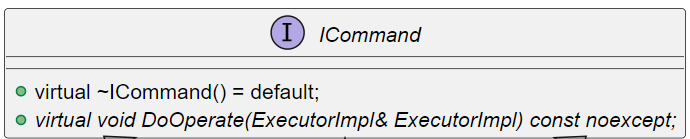 I ICommand
virtual ~ICommand() = default;
virtual void DoOperate(ExecutorImpl& ExecutorImpl) const noexcept;